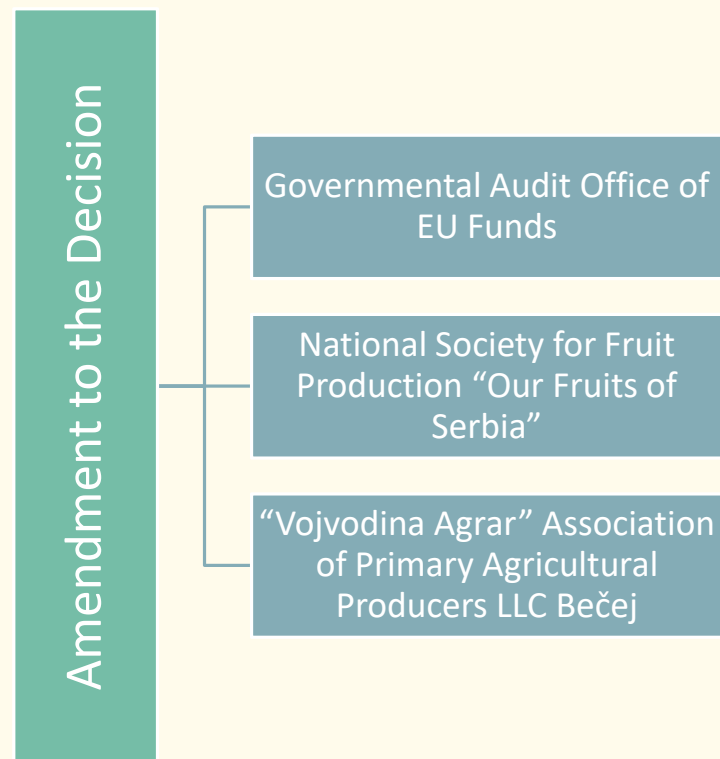 Amendment to the Decision
Governmental Audit Office of
EU Funds
National Society for Fruit
Production “Our Fruits of
Serbia”
“Vojvodina Agrar” Association
of Primary Agricultural
Producers LLC Bečej